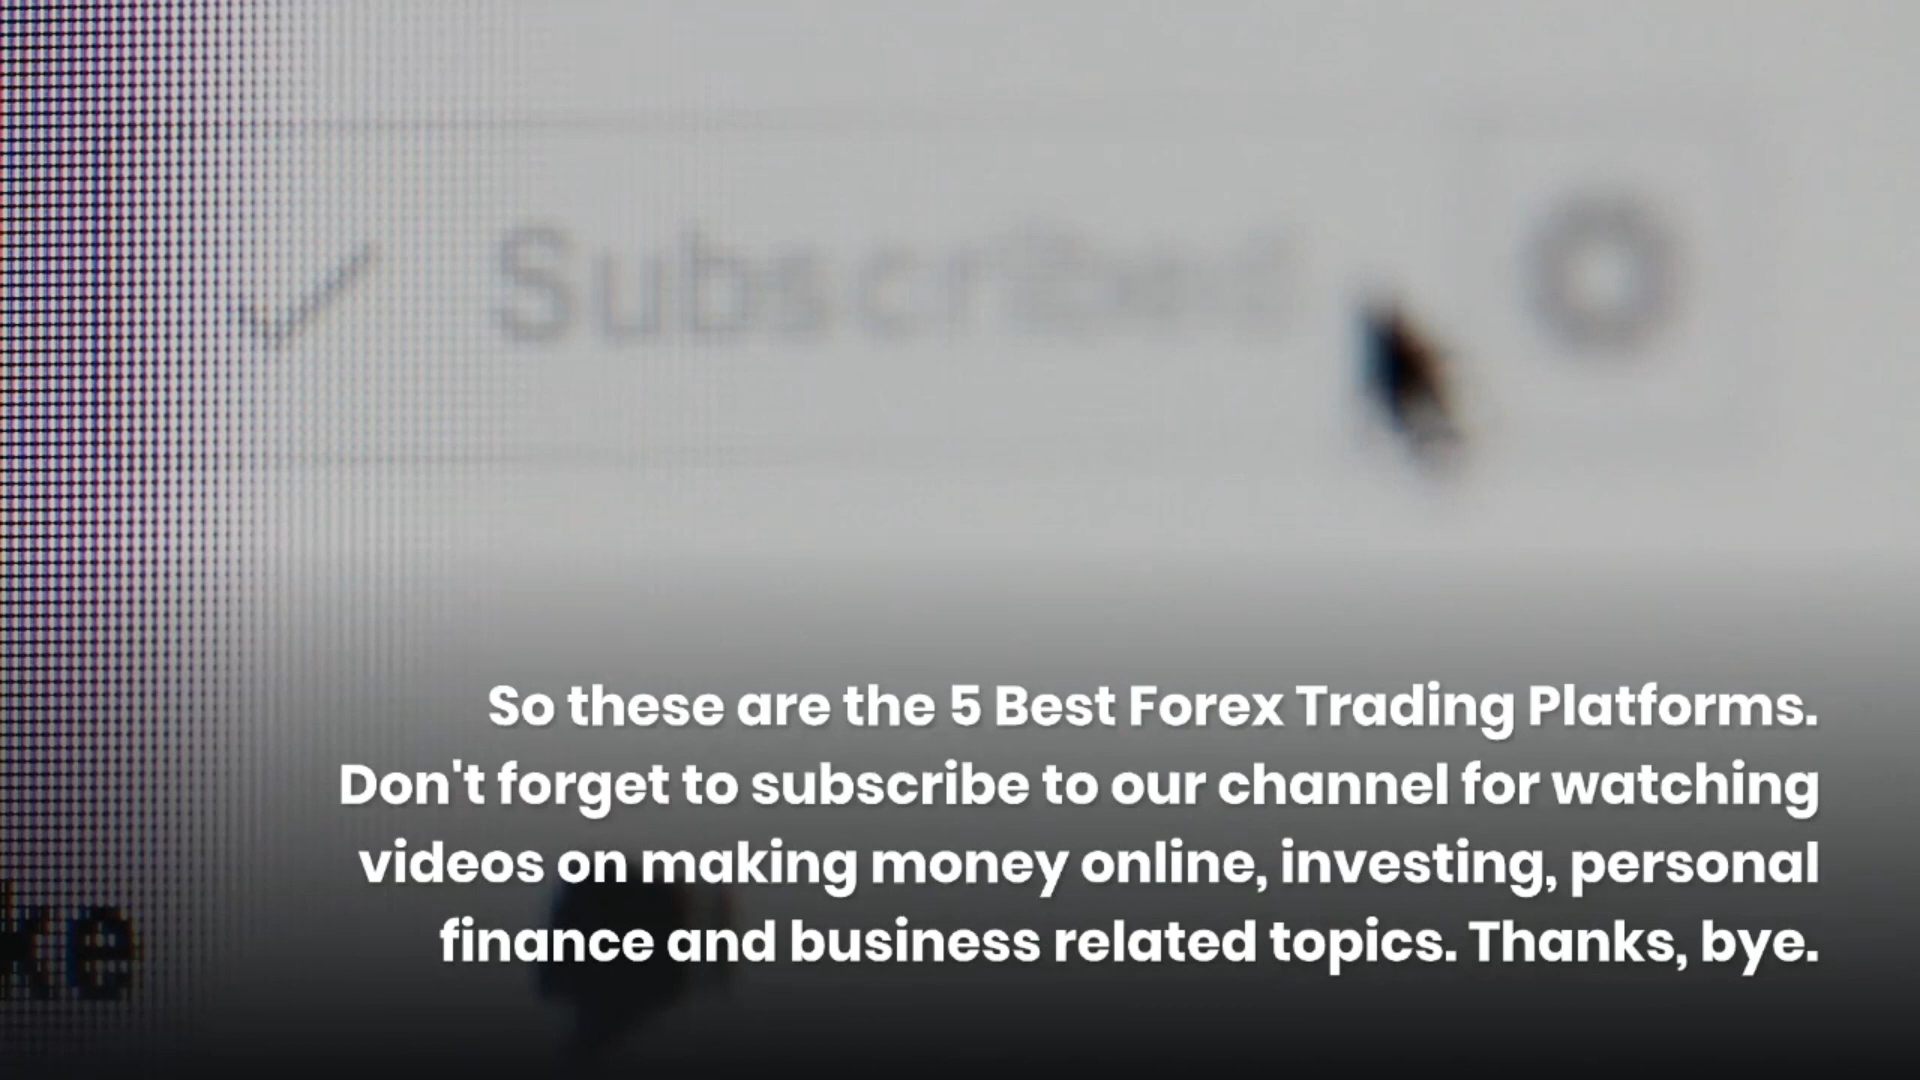 Subscribed
So these are the 5 Best Forex Trading Platforms.
Don't forget to subscribe to our channel for watching
videos on making money online, investing, personal
finance and business related topics. Thanks, bye.